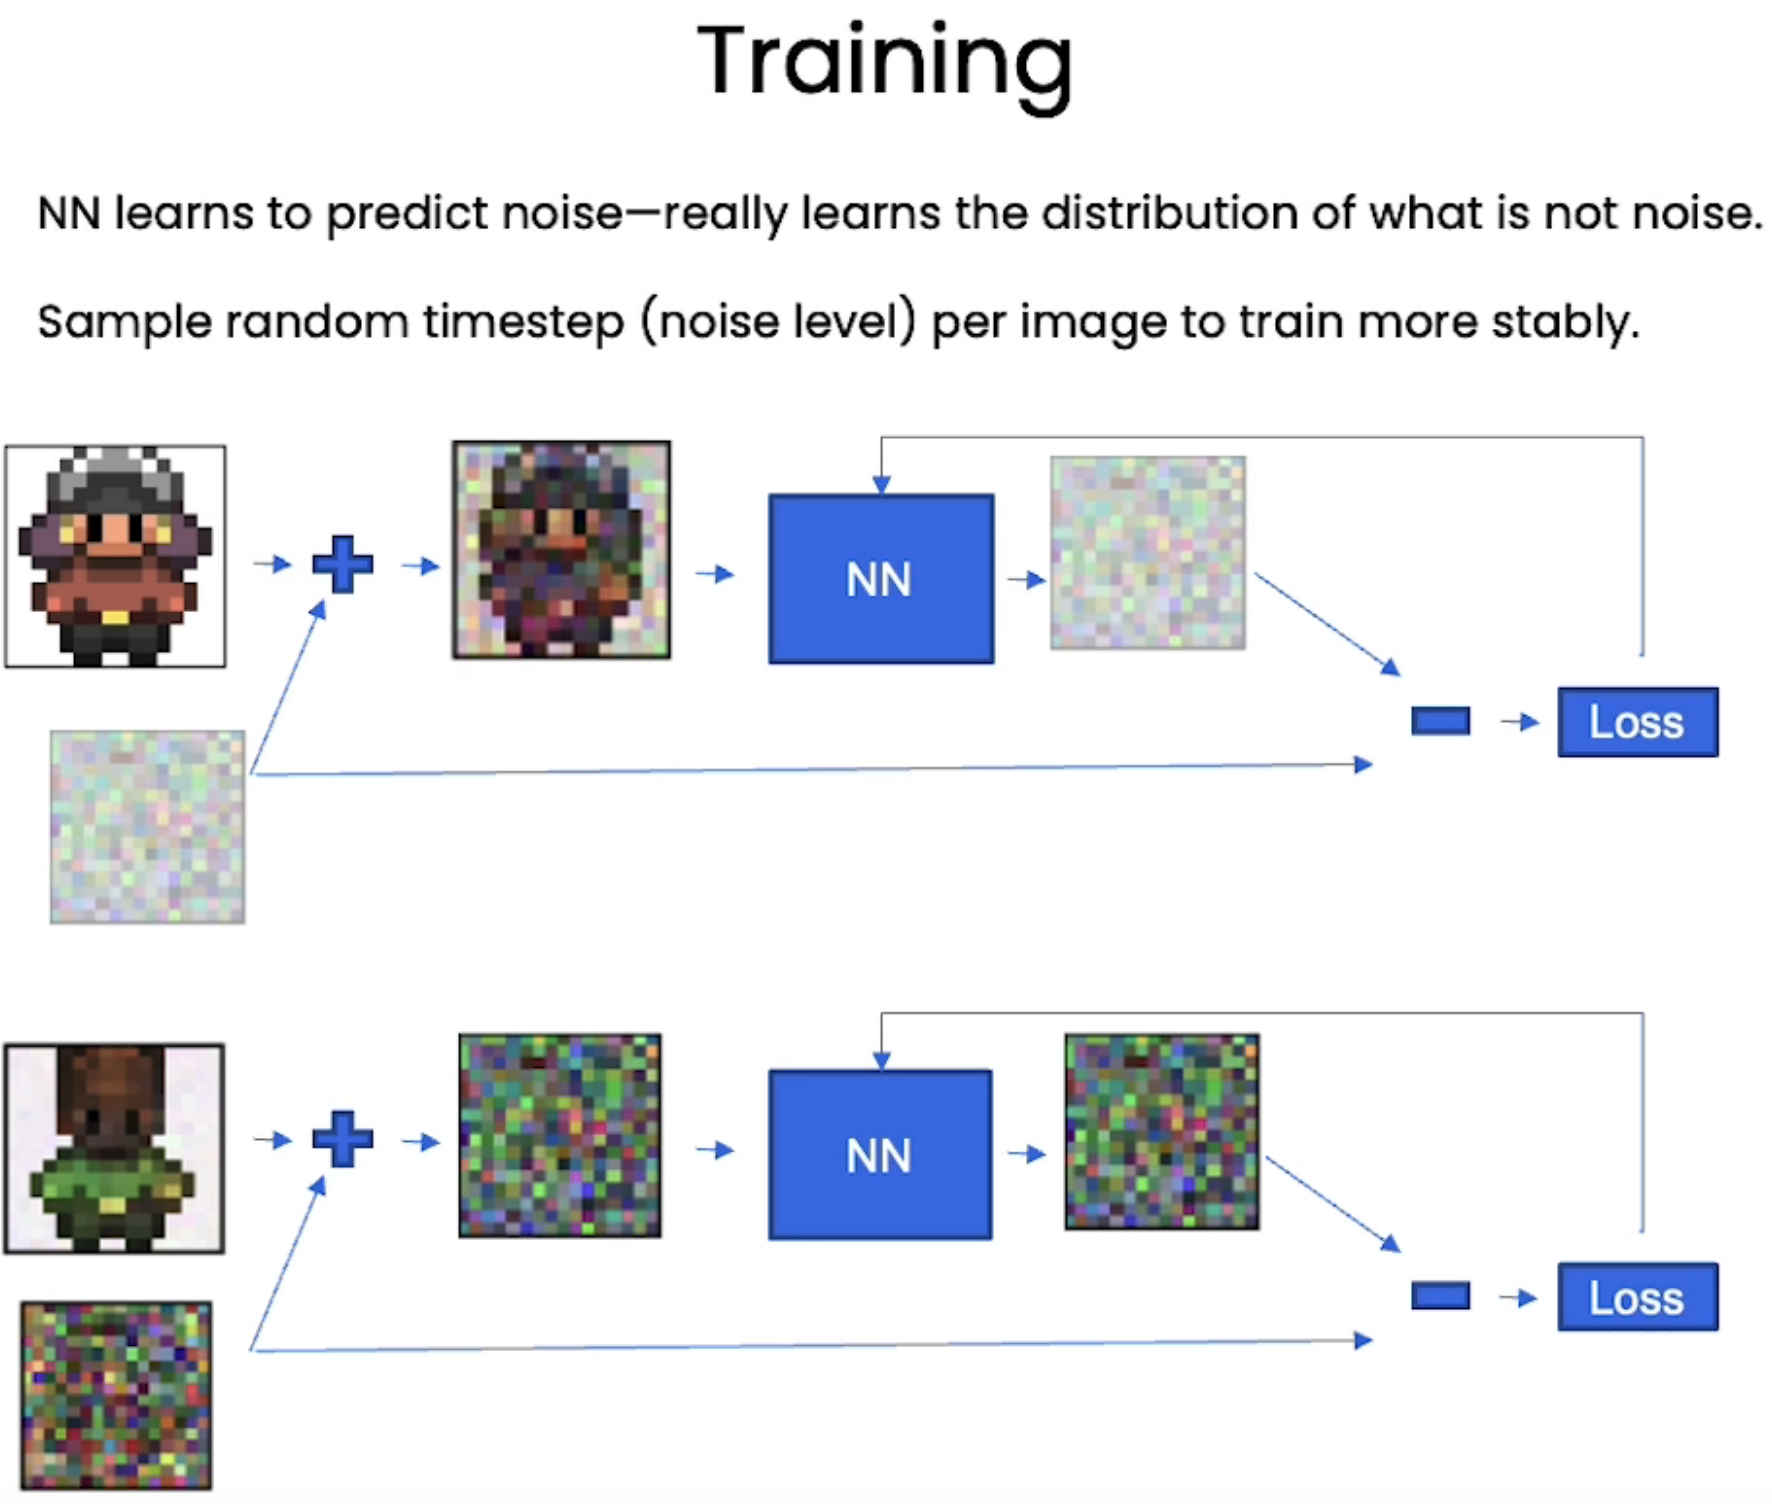 Training
NN learns to predict noise—really learns the distribution of what is not noise.
Sample random timestep (noise level) per image to train more stably.
NN
Loss
NN
Loss